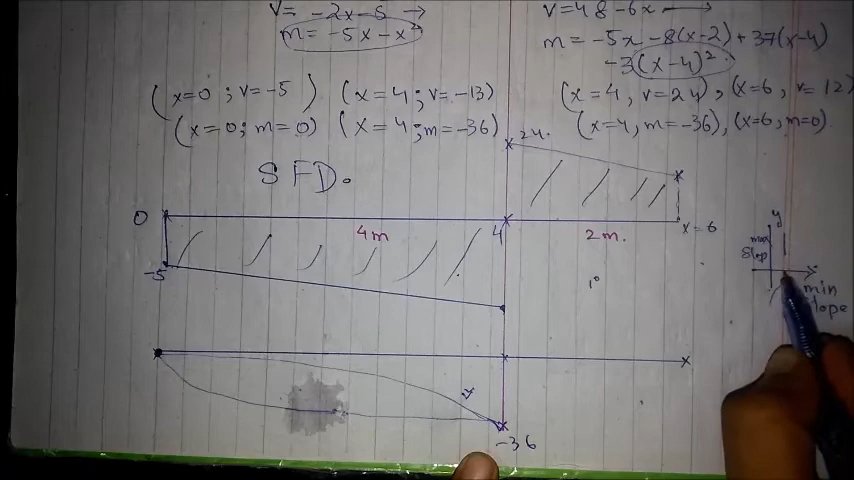 V= -2x-5 →
m= -5x-x²
V=48-6x →
m= -5x-8(x-2)+37(x-4)
-3(x-4)²
(x=0; V=-5) (x=4; V=-13)
(x=0; m=0) (x=4; m=-36)
(x=4, V=24), (x=6, V=12)
(x=4, m=-36), (x=6, m=0)
SFD.
24.
0
4m
4
2m.
x=6
-5
1°
y
max
Slop
min
slope
-36